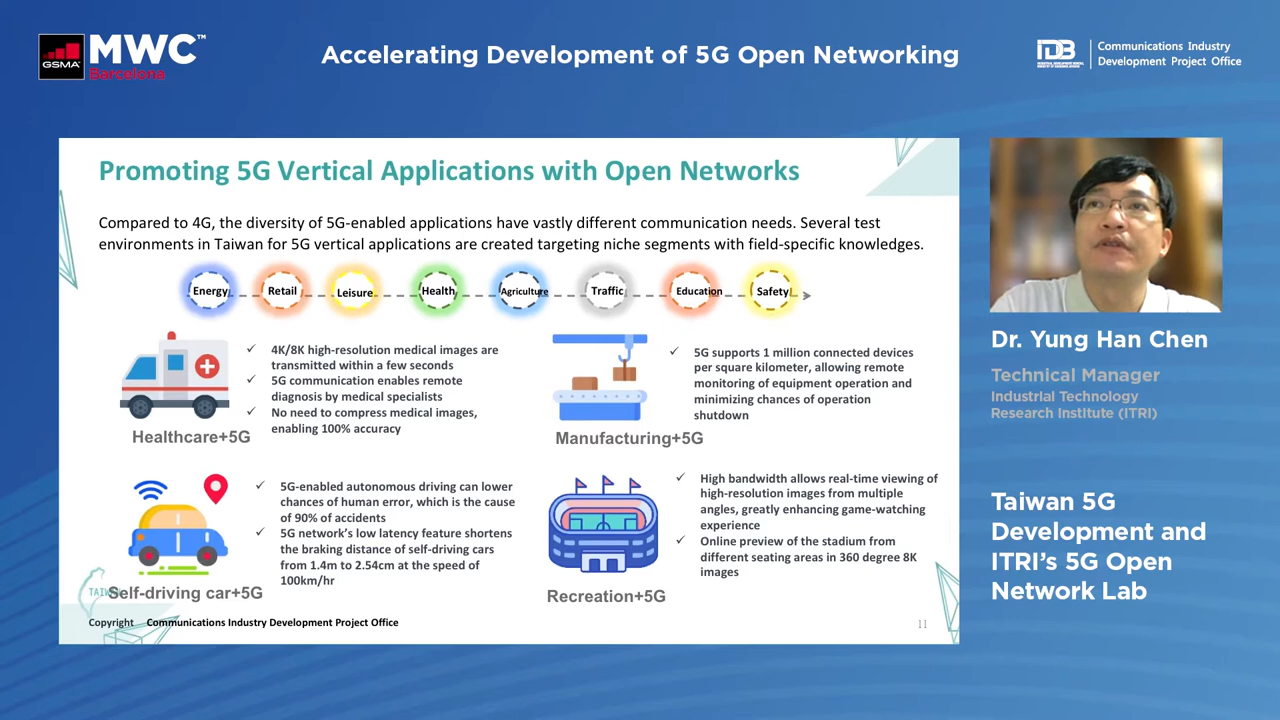 GSMA
MWC™
Barcelona
Accelerating Development of 5G Open Networking
IDB
Communications Industry
Development Project Office
Promoting 5G Vertical Applications with Open Networks
Compared to 4G, the diversity of 5G-enabled applications have vastly different communication needs. Several test
environments in Taiwan for 5G vertical applications are created targeting niche segments with field-specific knowledges.
Energy
Retail
Leisure
Health
Agriculture
Traffic
Education
Safety
✓ 4K/8K high-resolution medical images are
transmitted within a few seconds
✓ 5G communication enables remote
diagnosis by medical specialists
✓ No need to compress medical images,
enabling 100% accuracy
Healthcare+5G
✓ 5G supports 1 million connected devices
per square kilometer, allowing remote
monitoring of equipment operation and
minimizing chances of operation
shutdown
Manufacturing+5G
✓ 5G-enabled autonomous driving can lower
chances of human error, which is the cause
of 90% of accidents
✓ 5G network's low latency feature shortens
the braking distance of self-driving cars
from 1.4m to 2.54cm at the speed of
100km/hr
TAIWAN
Self-driving car+5G
✓ High bandwidth allows real-time viewing of
high-resolution images from multiple
angles, greatly enhancing game-watching
experience
✓ Online preview of the stadium from
different seating areas in 360 degree 8K
images
Recreation+5G
Copyright Communications Industry Development Project Office
11
Dr. Yung Han Chen
Technical Manager
Industrial Technology
Research Institute (ITRI)
Taiwan 5G
Development and
ITRI's 5G Open
Network Lab